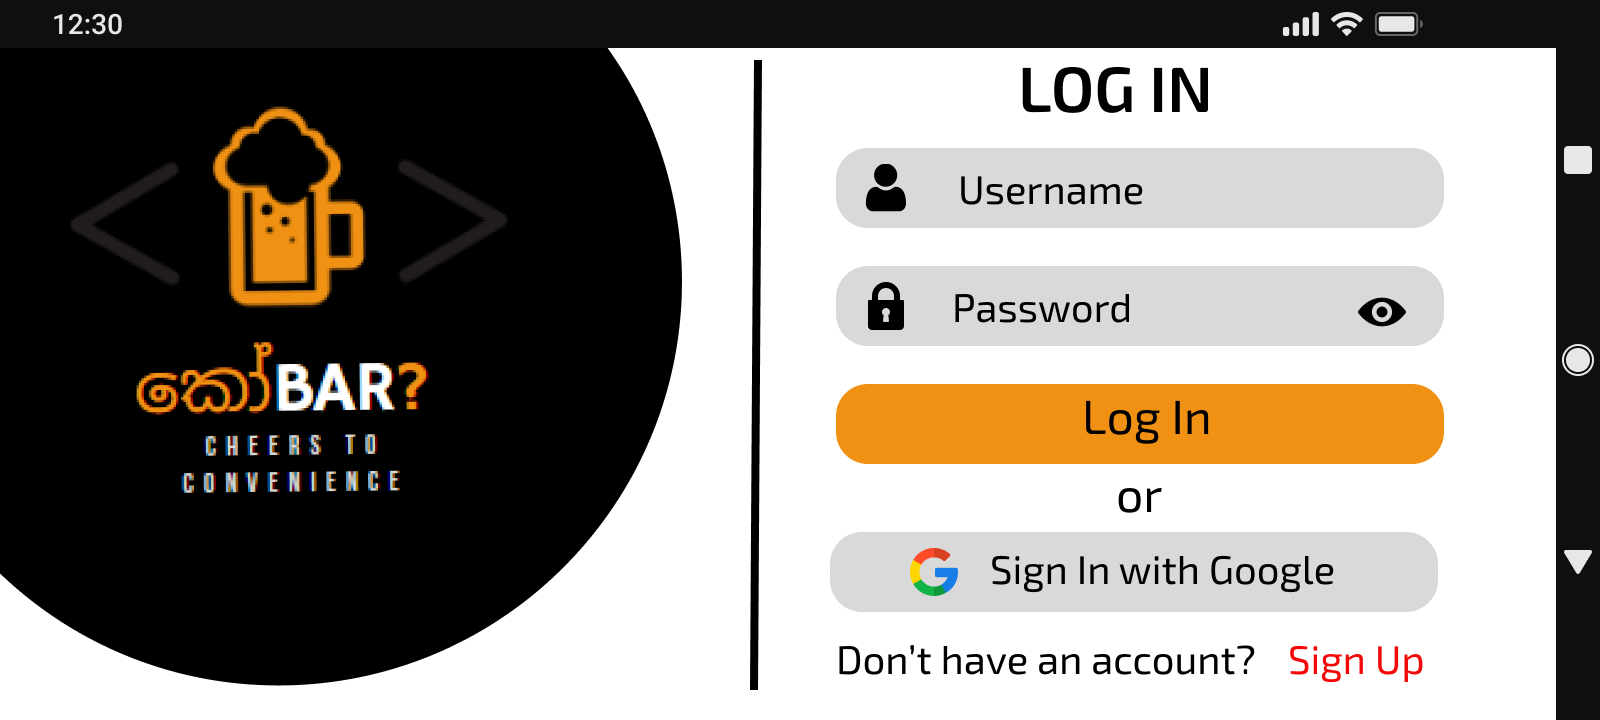 12:30
කෝBAR?
CHEERS TO
CONVENIENCE
LOG IN
Username
Password
Log In
or
Sign In with Google
Don't have an account? Sign Up